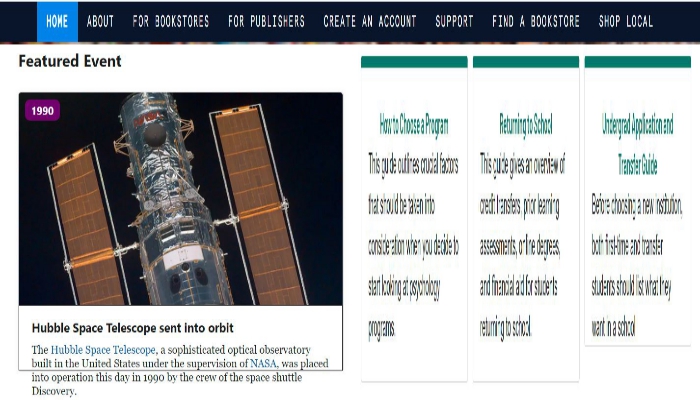 HOME ABOUT FOR BOOKSTORES FOR PUBLISHERS CREATE AN ACCOUNT SUPPORT FIND A BOOKSTORE SHOP LOCAL
Featured Event
1990
Hubble Space Telescope sent into orbit
The Hubble Space Telescope, a sophisticated optical observatory
built in the United States under the supervision of NASA, was placed
into operation this day in 1990 by the crew of the space shuttle
Discovery.
How to Choose a Program
This guide outlines crucial factors
that should be taken into
consideration when you decide to
start looking at psychology
programs.
Returning to School
This guide gives an overview of
credit transfers, prior learning
assessments, online degrees,
and financial aid for students
returning to school.
Undergrad Application and
Transfer Guide
Before choosing a new institution,
both first-time and transfer
students should list what they
want in a school